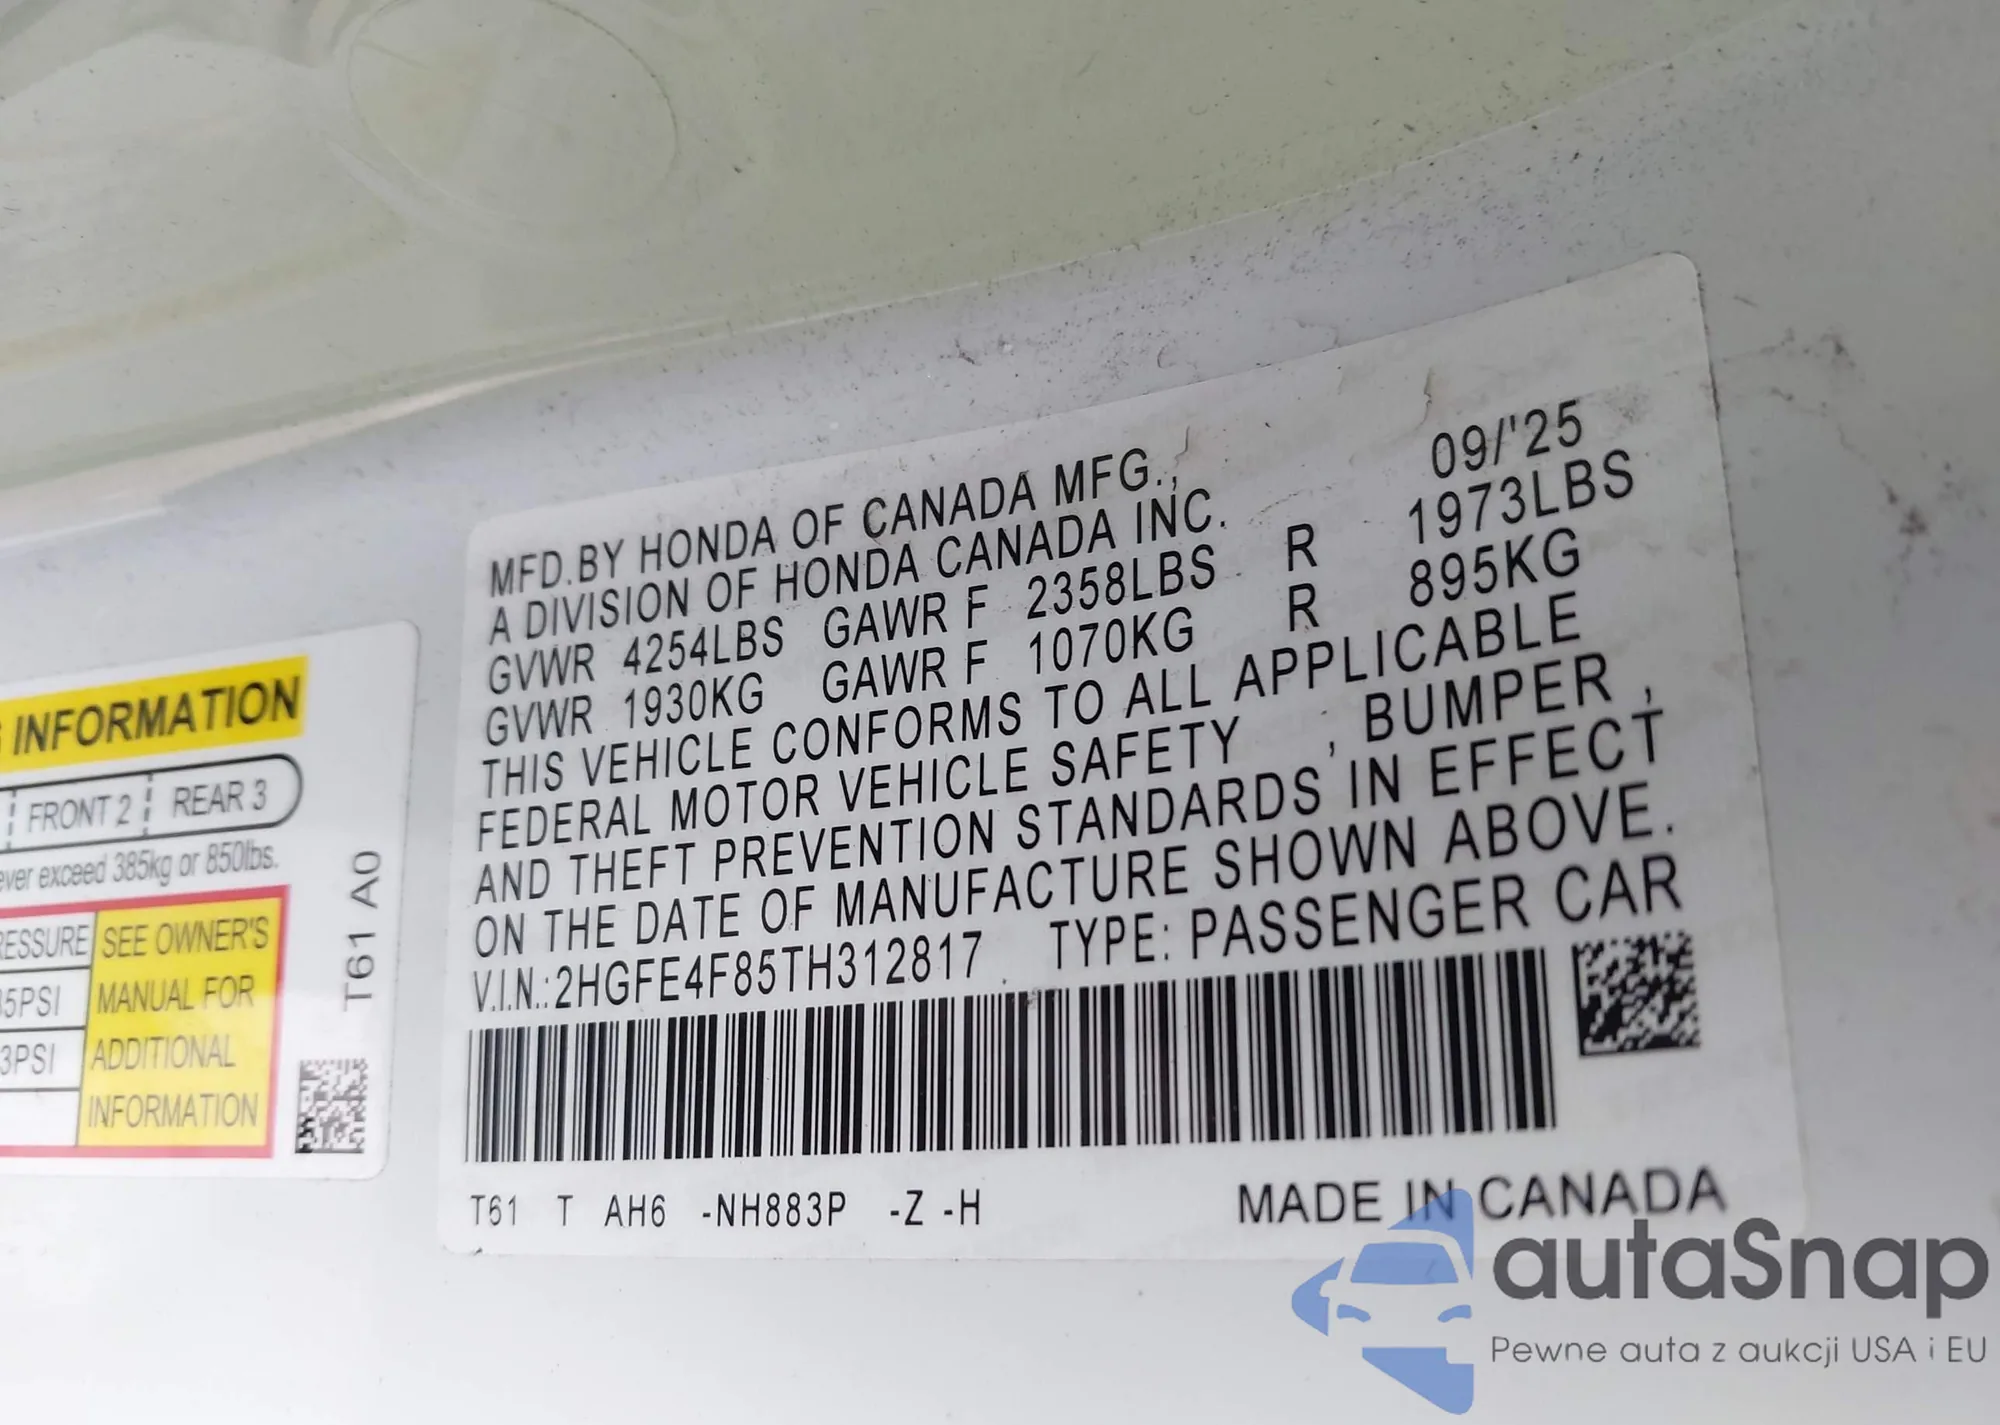 MFD.BY HONDA OF CANADA MFG., 09/'25
A DIVISION OF HONDA CANADA INC.
GVWR 4254LBS GAWR F 2358LBS R 1973LBS
GVWR 1930KG GAWR F 1070KG R 895KG
THIS VEHICLE CONFORMS TO ALL APPLICABLE
FEDERAL MOTOR VEHICLE SAFETY , BUMPER ,
AND THEFT PREVENTION STANDARDS IN EFFECT
ON THE DATE OF MANUFACTURE SHOWN ABOVE.
V.I.N.:2HGFE4F85TH312817 TYPE: PASSENGER CAR
T61 T AH6 -NH883P -Z -H MADE IN CANADA
INFORMATION
FRONT 2 REAR 3
exceed 385kg or 850lbs.
SEE OWNER'S
MANUAL FOR
ADDITIONAL
INFORMATION
T61 A0
autaSnap
Pewne auta z aukcji USA i EU